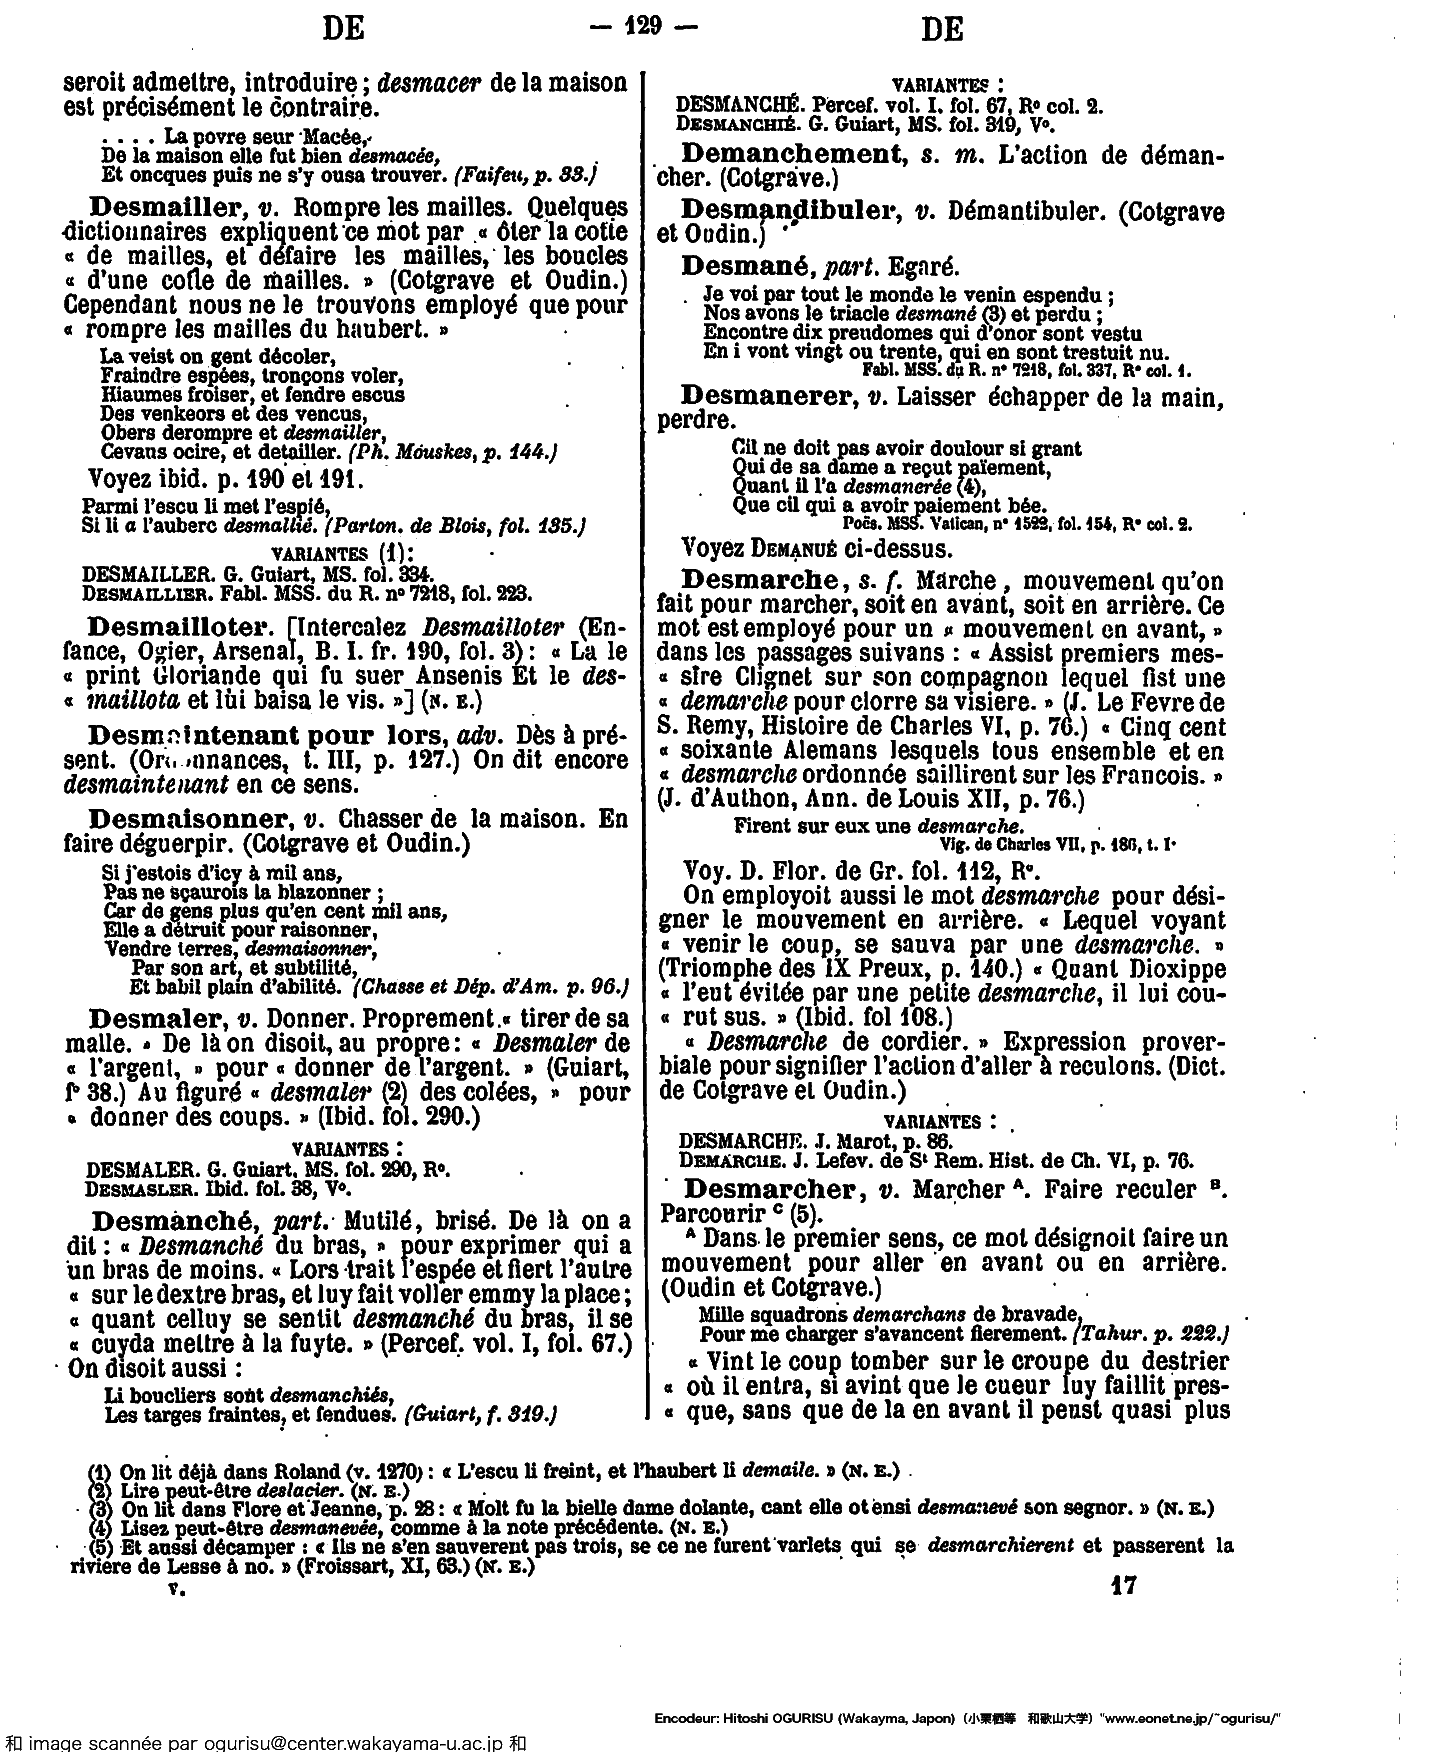 DE — 129 — DE
seroit admettre, introduire ; desmacer de la maison
est précisément le contraire.
. . . . La povre seur Macée,
De la maison elle fut bien desmacée,
Et oncques puis ne s'y ousa trouver. (Faifeu, p. 33.)
Desmailler, v. Rompre les mailles. Quelques
dictionnaires expliquent ce mot par « ôter la cotte
« de mailles, et défaire les mailles, les boucles
« d'une cotte de mailles. » (Cotgrave et Oudin.)
Cependant nous ne le trouvons employé que pour
« rompre les mailles du haubert. »
La veist on gent décoler,
Fraindre espées, tronçons voler,
Hiaumes froiser, et fendre escus
Des venkeors et des vencus,
Obers derompre et desmailler,
Cevans ocire, et detailler. (Ph. Mouskes, p. 144.)
Voyez ibid. p. 190 et 191.
Parmi l'escu li met l'espié,
Si li a l'auberc desmallié. (Parton. de Blois, fol. 135.)
VARIANTES (1) :
DESMAILLER. G. Guiart, MS. fol. 334.
DESMAILLIER. Fabl. MSS. du R. nº 7218, fol. 223.
Desmailloter. [Intercalez Desmailloter (En-
fance, Ogier, Arsenal, B. I. fr. 190, fol. 3) : « La le
« print Gloriande qui fu suer Ansenis Et le des-
« maillota et lùi baisa le vis. »] (N. E.)
Desmaintenant pour lors, adv. Dès à pré-
sent. (Ordonnances, t. III, p. 127.) On dit encore
desmaintenant en ce sens.
Desmaisonner, v. Chasser de la maison. En
faire déguerpir. (Cotgrave et Oudin.)
Si j'estois d'icy à mil ans,
Pas ne sçaurois la blazonner ;
Car de gens plus qu'en cent mil ans,
Elle a détruit pour raisonner,
Vendre terres, desmaisonner,
Par son art, et subtilité,
Et babil plain d'abilité. (Chasse et Dép. d'Am. p. 96.)
Desmaler, v. Donner. Proprement « tirer de sa
malle. » De là on disoit, au propre : « Desmaler de
« l'argent, » pour « donner de l'argent. » (Guiart,
fº 38.) Au figuré « desmaler (2) des colées, » pour
« donner des coups. » (Ibid. fol. 290.)
VARIANTES :
DESMALER. G. Guiart, MS. fol. 290, Rº.
DESMASLER. Ibid. fol. 38, Vº.
Desmanché, part. Mutilé, brisé. De là on a
dit : « Desmanché du bras, » pour exprimer qui a
un bras de moins. « Lors trait l'espée et fiert l'autre
« sur le dextre bras, et luy fait voller emmy la place ;
« quant celluy se sentit desmanché du bras, il se
« cuyda mettre à la fuyte. » (Percef. vol. I, fol. 67.)
On disoit aussi :
Li boucliers sont desmanchiés,
Les targes fraintes, et fendues. (Guiart, f. 319.)
VARIANTES :
DESMANCHÉ. Percef. vol. I. fol. 67, Rº col. 2.
DESMANCHIÉ. G. Guiart, MS. fol. 319, Vº.
Demanchement, s. m. L'action de déman-
cher. (Cotgrave.)
Desmandibuler, v. Démantibuler. (Cotgrave
et Oudin.)
Desmané, part. Egaré.
Je voi par tout le monde le venin espendu ;
Nos avons le triacle desmané (3) et perdu ;
Encontre dix preudomes qui d'onor sont vestu
En i vont vingt ou trente, qui en sont trestuit nu.
Fabl. MSS. du R. nº 7218, fol. 337, Rº col. 1.
Desmanerer, v. Laisser échapper de la main,
perdre.
Cil ne doit pas avoir doulour si grant
Qui de sa dame a reçut païement,
Quant il l'a desmanerée (4),
Que cil qui a avoir paiement bée.
Poës. MSS. Vatican, nº 1522, fol. 154, Rº col. 2.
Voyez DEMANUÉ ci-dessus.
Desmarche, s. f. Marche, mouvement qu'on
fait pour marcher, soit en avant, soit en arrière. Ce
mot est employé pour un « mouvement en avant, »
dans les passages suivans : « Assist premiers mes-
« sire Clignet sur son compagnon lequel fist une
« demarche pour clorre sa visiere. » (J. Le Fevre de
S. Remy, Histoire de Charles VI, p. 76.) « Cinq cent
« soixante Alemans lesquels tous ensemble et en
« desmarche ordonnée saillirent sur les Francois. »
(J. d'Authon, Ann. de Louis XII, p. 76.)
Firent sur eux une desmarche.
Vig. de Charles VII, p. 186, t. I.
Voy. D. Flor. de Gr. fol. 112, Rº.
On employoit aussi le mot desmarche pour dési-
gner le mouvement en arrière. « Lequel voyant
« venir le coup, se sauva par une desmarche. »
(Triomphe des IX Preux, p. 140.) « Quant Dioxippe
« l'eut évitée par une petite desmarche, il lui cou-
« rut sus. » (Ibid. fol 108.)
« Desmarche de cordier. » Expression prover-
biale pour signifier l'action d'aller à reculons. (Dict.
de Cotgrave et Oudin.)
VARIANTES :
DESMARCHE. J. Marot, p. 86.
DEMARCHE. J. Lefev. de St Rem. Hist. de Ch. VI, p. 76.
Desmarcher, v. Marcher A. Faire reculer B.
Parcourir C (5).
A Dans le premier sens, ce mot désignoit faire un
mouvement pour aller en avant ou en arrière.
(Oudin et Cotgrave.)
Mille squadrons demarchans de bravade,
Pour me charger s'avancent fierement. (Tahur. p. 222.)
« Vint le coup tomber sur le croupe du destrier
« où il entra, si avint que le cueur luy faillit pres-
« que, sans que de la en avant il peust quasi plus
(1) On lit déjà dans Roland (v. 1270) : « L'escu li freint, et l'haubert li demaile. » (N. E.)
(2) Lire peut-être deslacier. (N. E.)
(3) On lit dans Flore et Jeanne, p. 28 : « Molt fu la bielle dame dolante, cant elle ot ensi desmanevé son segnor. » (N. E.)
(4) Lisez peut-être desmanevée, comme à la note précédente. (N. E.)
(5) Et aussi décamper : « Ils ne s'en sauverent pas trois, se ce ne furent varlets qui se desmarchierent et passerent la
riviere de Lesse à no. » (Froissart, XI, 63.) (N. E.)
V. 17
Encodeur: Hitoshi OGURISU (Wakayma, Japon) (小栗栖等 和歌山大学) "www.eonet.ne.jp/~ogurisu/"
和 image scannée par ogurisu@center.wakayama-u.ac.jp 和